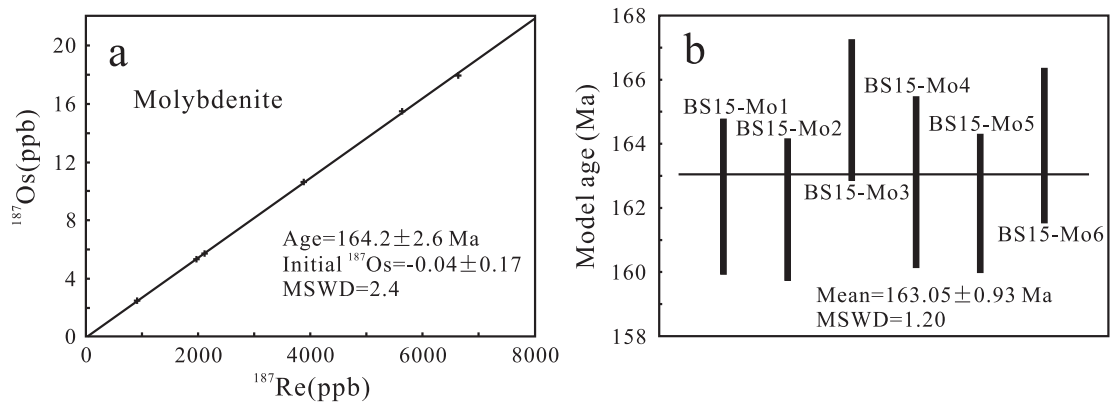 a
Molybdenite
Age=164.2±2.6 Ma
Initial ¹⁸⁷Os=-0.04±0.17
MSWD=2.4
¹⁸⁷Os(ppb)
20
16
12
8
4
0
0 2000 4000 6000 8000
¹⁸⁷Re(ppb)
b
Model age (Ma)
168
166
164
162
160
158
BS15-Mo1
BS15-Mo2
BS15-Mo3
BS15-Mo4
BS15-Mo5
BS15-Mo6
Mean=163.05±0.93 Ma
MSWD=1.20